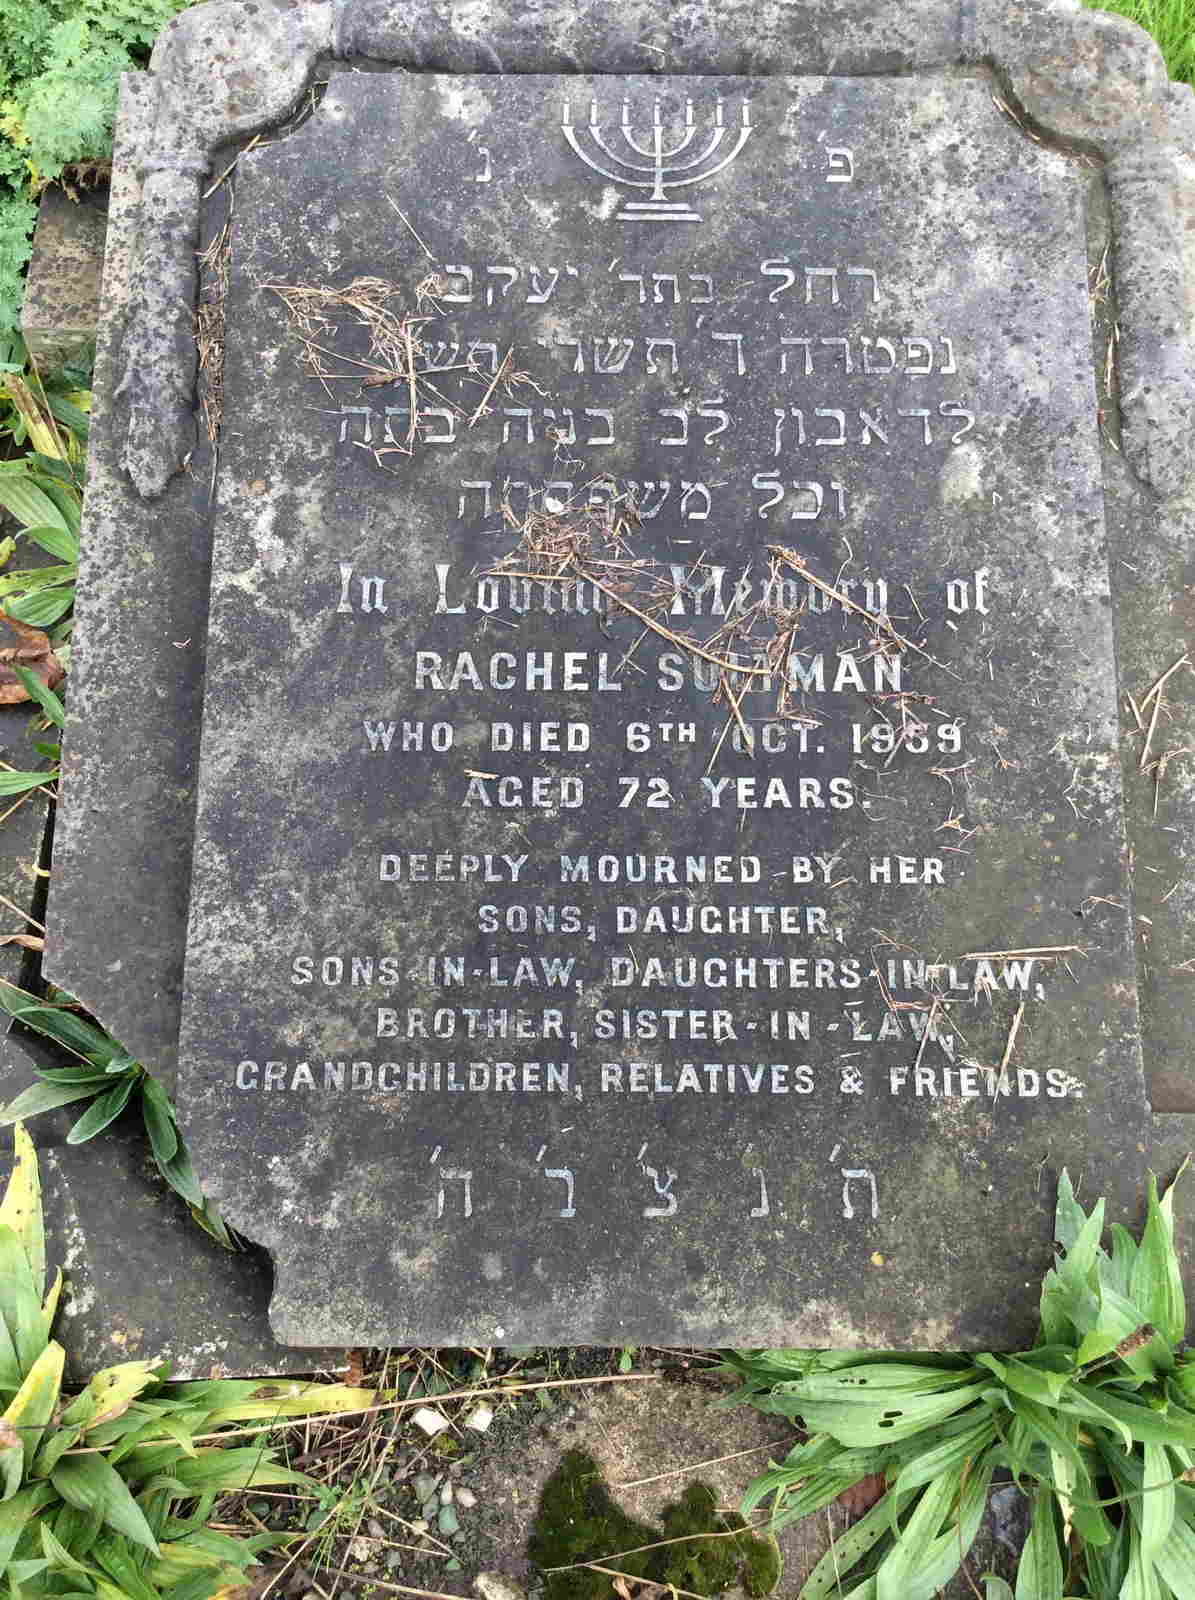 פ' נ'
רחל בתר' יעקב
נפטרה ד' תשרי
לדאבון לב בניה בתה
וכל משפחתה
In Loving Memory of
RACHEL
WHO DIED 6TH OCT. 1959
AGED 72 YEARS.
DEEPLY MOURNED BY HER
SONS, DAUGHTER,
SONS-IN-LAW, DAUGHTERS-IN-LAW,
BROTHER, SISTER-IN-LAW,
GRANDCHILDREN, RELATIVES & FRIENDS.
ת' נ' צ' ב' ה'